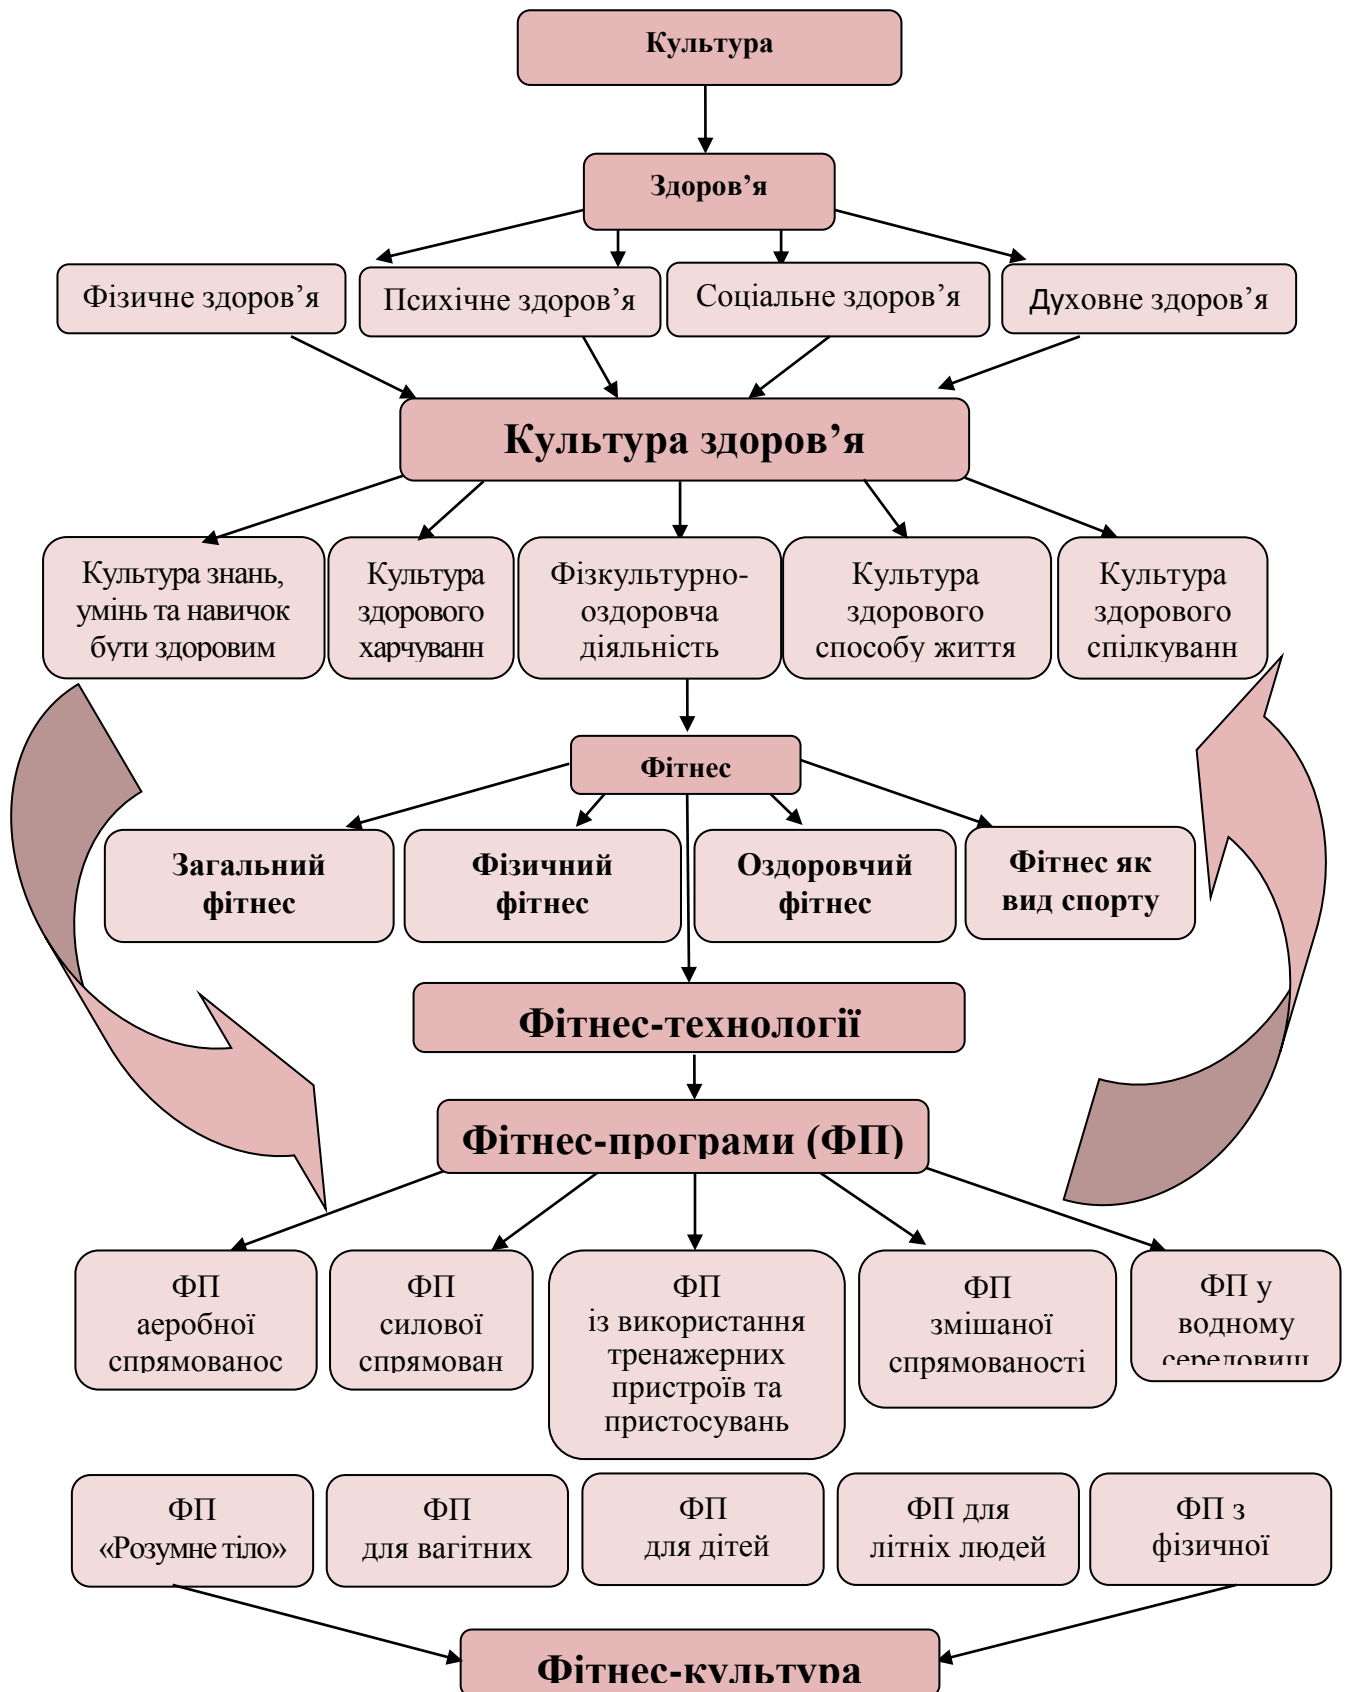 Культура
Здоров’я
Фізичне здоров’я
Психічне здоров’я
Соціальне здоров’я
Духовне здоров’я
Культура здоров’я
Культура знань,
умінь та навичок
бути здоровим
Культура
здорового
харчуванн
Фізкультурно-
оздоровча
діяльність
Культура
здорового
способу життя
Культура
здорового
спілкуванн
Фітнес
Загальний
фітнес
Фізичний
фітнес
Оздоровчий
фітнес
Фітнес як
вид спорту
Фітнес-технології
Фітнес-програми (ФП)
ФП
аеробної
спрямованос
ФП
силової
спрямован
ФП
із використання
тренажерних
пристроїв та
пристосувань
ФП
змішаної
спрямованості
ФП у
водному
середовищ
ФП
«Розумне тіло»
ФП
для вагітних
ФП
для дітей
ФП для
літніх людей
ФП з
фізичної
Фітнес-культура